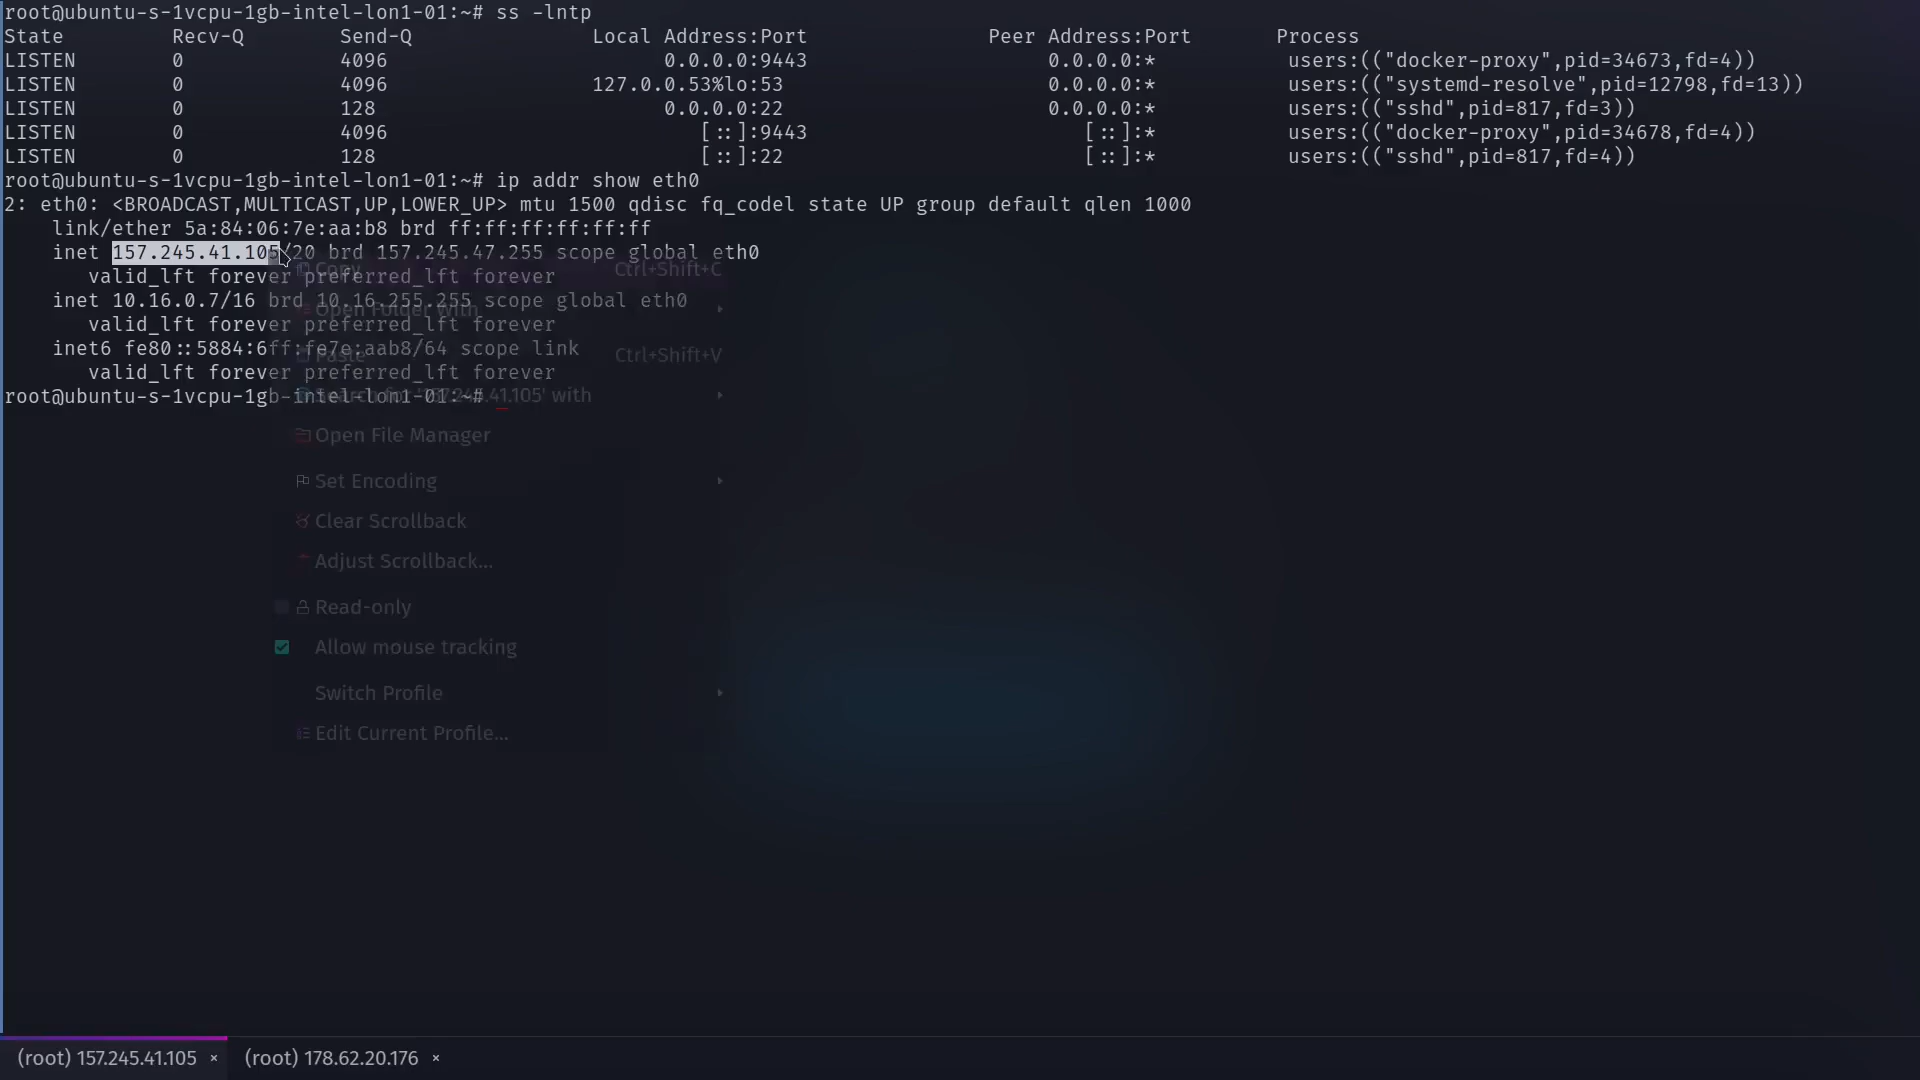 root@ubuntu-s-1vcpu-1gb-intel-lon1-01:~# ss -lntp
State Recv-Q Send-Q Local Address:Port Peer Address:Port Process
LISTEN 0 4096 0.0.0.0:9443 0.0.0.0:* users:(("docker-proxy",pid=34673,fd=4))
LISTEN 0 4096 127.0.0.53%lo:53 0.0.0.0:* users:(("systemd-resolve",pid=12798,fd=13))
LISTEN 0 128 0.0.0.0:22 0.0.0.0:* users:(("sshd",pid=817,fd=3))
LISTEN 0 4096 [::]:9443 [::]:* users:(("docker-proxy",pid=34678,fd=4))
LISTEN 0 128 [::]:22 [::]:* users:(("sshd",pid=817,fd=4))
root@ubuntu-s-1vcpu-1gb-intel-lon1-01:~# ip addr show eth0
2: eth0: <BROADCAST,MULTICAST,UP,LOWER_UP> mtu 1500 qdisc fq_codel state UP group default qlen 1000
link/ether 5a:84:06:7e:aa:b8 brd ff:ff:ff:ff:ff:ff
inet 157.245.41.105/20 brd 157.245.47.255 scope global eth0
valid_lft forever preferred_lft forever
inet 10.16.0.7/16 brd 10.16.255.255 scope global eth0
valid_lft forever preferred_lft forever
inet6 fe80::5884:6ff:fe7e:aab8/64 scope link
valid_lft forever preferred_lft forever
root@ubuntu-s-1vcpu-1gb-intel-lon1-01:~#
Copy Ctrl+Shift+C
Open Folder With
Paste Ctrl+Shift+V
Search for '157.245.41.105' with
Open File Manager
Set Encoding
Clear Scrollback
Adjust Scrollback...
Read-only
Allow mouse tracking
Switch Profile
Edit Current Profile...
(root) 157.245.41.105 × (root) 178.62.20.176 ×